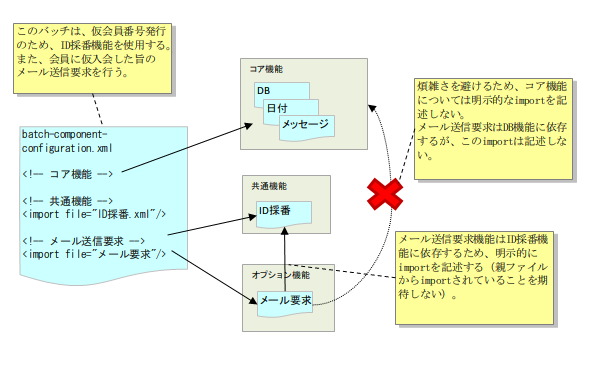 このバッチは、仮会員番号発行
のため、ID採番機能を使用する。
また、会員に仮入会した旨の
メール送信要求を行う。
batch-component-
configuration.xml
<!-- コア機能 -->
<!-- 共通機能 -->
<import file="ID採番.xml"/>
<!-- メール送信要求 -->
<import file="メール要求"/>
コア機能
DB
日付
メッセージ
共通機能
ID採番
オプション機能
メール要求
煩雑さを避けるため、コア機能
については明示的なimportを記
述しない。
メール送信要求はDB機能に依存
するが、このimportは記述しな
い。
メール送信要求機能はID採番機
能に依存するため、明示的に
importを記述する（親ファイル
からimportされていることを期
待しない）。